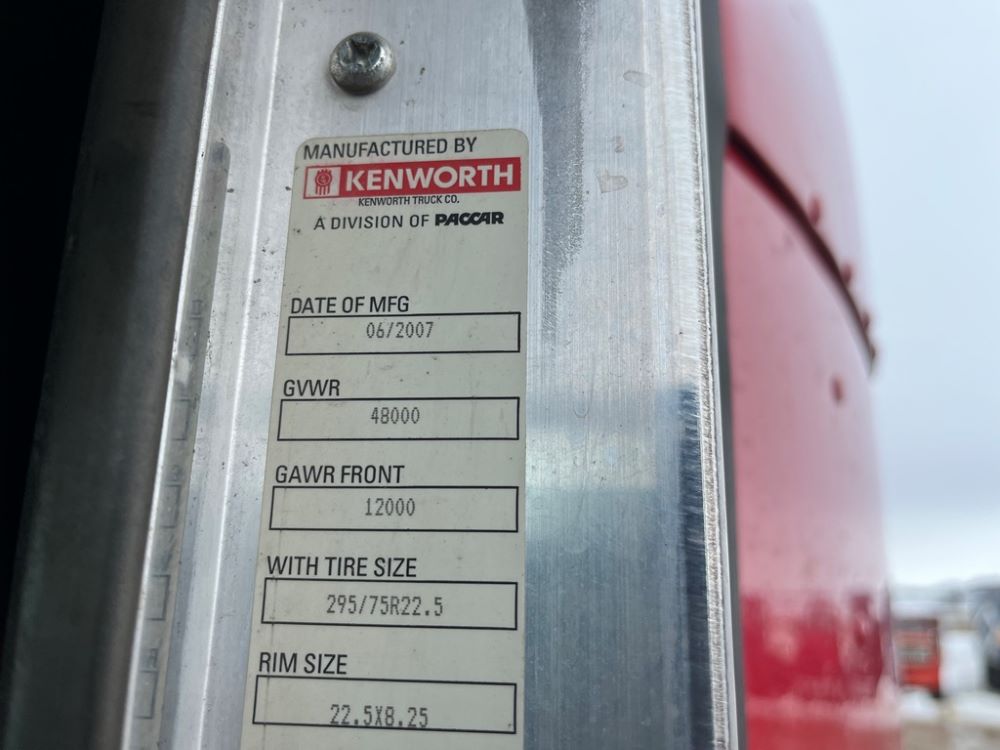 MANUFACTURED BY
KENWORTH
KENWORTH TRUCK CO.
A DIVISION OF PACCAR
DATE OF MFG
06/2007
GVWR
48000
GAWR FRONT
12000
WITH TIRE SIZE
295/75R22.5
RIM SIZE
22.5X8.25